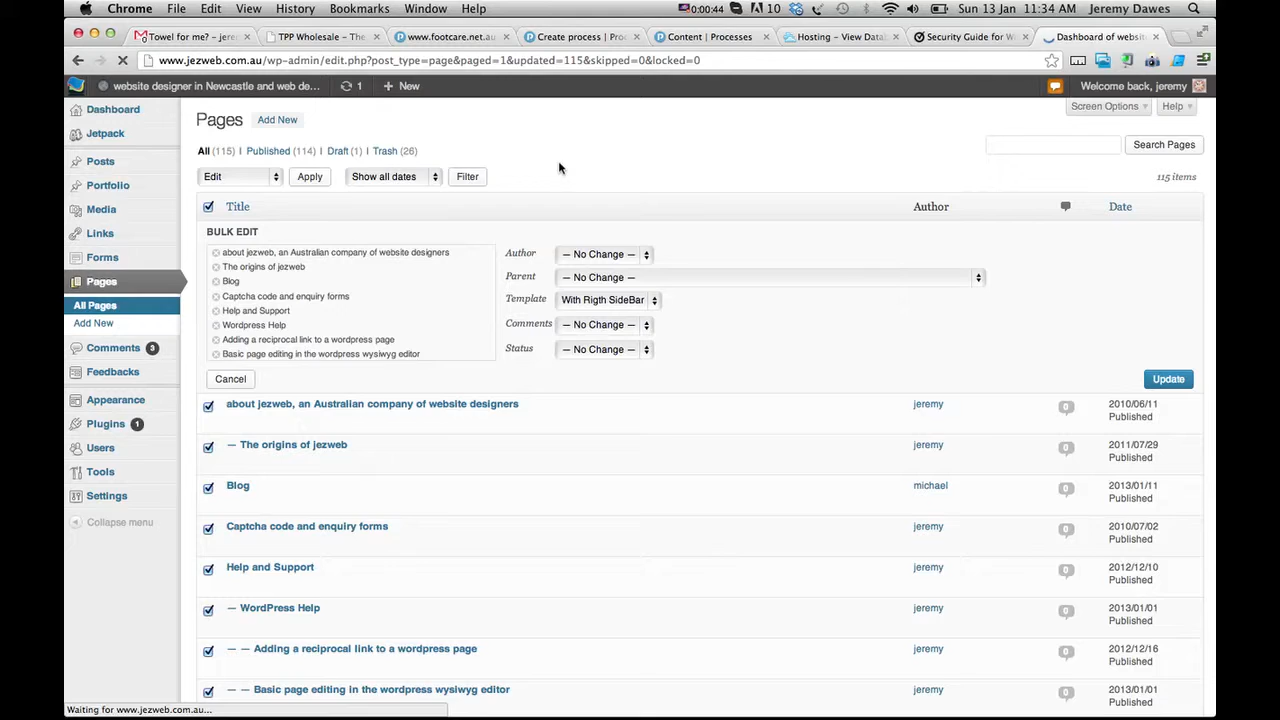 Chrome File Edit View History Bookmarks Window Help 0:00:44 10 Sun 13 Jan 11:34 AM Jeremy Dawes
Towel for me? - jere TPP Wholesale - The www.footcare.net.au Create process | Proc Content | Processes Hosting - View Data Security Guide for W Dashboard of websit
www.jezweb.com.au/wp-admin/edit.php?post_type=page&paged=1&updated=115&skipped=0&locked=0
website designer in Newcastle and web de... 1 + New Welcome back, jeremy
Dashboard
Jetpack
Posts
Portfolio
Media
Links
Forms
Pages
All Pages
Add New
Comments 3
Feedbacks
Appearance
Plugins 1
Users
Tools
Settings
Collapse menu
Screen Options Help
Pages Add New
All (115) | Published (114) | Draft (1) | Trash (26)
Search Pages
Edit Apply Show all dates Filter 115 items
Title Author Date
BULK EDIT
about jezweb, an Australian company of website designers
The origins of jezweb
Blog
Captcha code and enquiry forms
Help and Support
Wordpress Help
Adding a reciprocal link to a wordpress page
Basic page editing in the wordpress wysiwyg editor
Author — No Change —
Parent — No Change —
Template With Rigth SideBar
Comments — No Change —
Status — No Change —
Cancel Update
about jezweb, an Australian company of website designers jeremy 0 2010/06/11
Published
— The origins of jezweb jeremy 0 2011/07/29
Published
Blog michael 0 2013/01/11
Published
Captcha code and enquiry forms jeremy 0 2010/07/02
Published
Help and Support jeremy 0 2012/12/10
Published
— WordPress Help jeremy 0 2013/01/01
Published
— — Adding a reciprocal link to a wordpress page jeremy 0 2012/12/16
Published
— — Basic page editing in the wordpress wysiwyg editor jeremy 0 2013/01/01
Published
Waiting for www.jezweb.com.au...